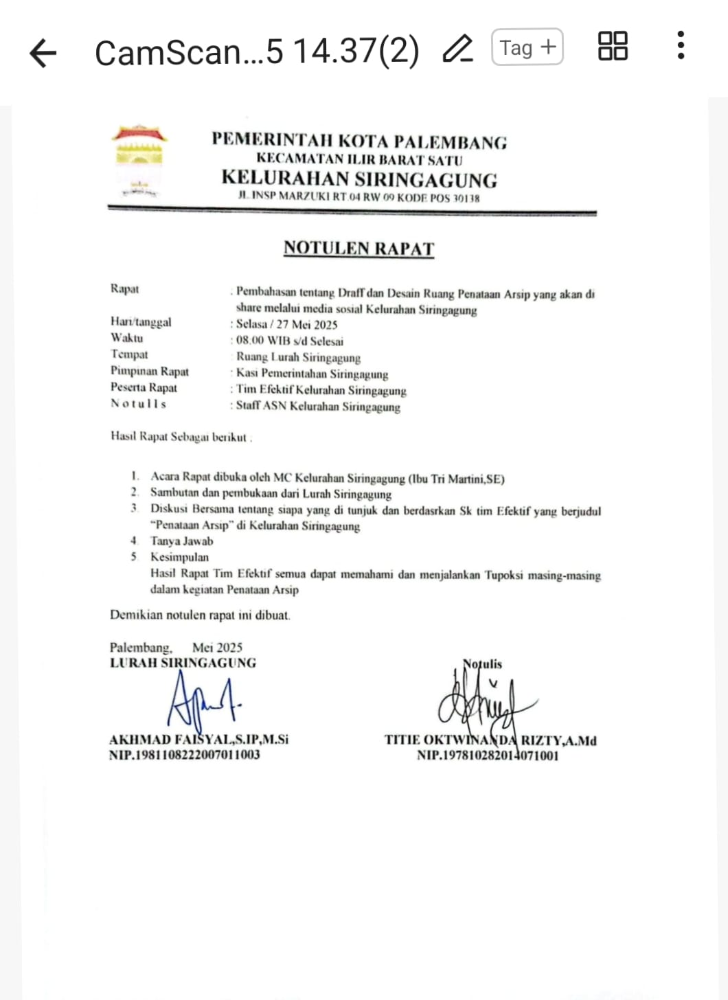 CamScan...5 14.37(2) Tag +
PEMERINTAH KOTA PALEMBANG
KECAMATAN ILIR BARAT SATU
KELURAHAN SIRINGAGUNG
JL. INSP MARZUKI RT.04 RW 09 KODE POS 30138
NOTULEN RAPAT
Rapat : Pembahasan tentang Draff dan Desain Ruang Penataan Arsip yang akan di
share melalui media sosial Kelurahan Siringagung
Hari/tanggal : Selasa / 27 Mei 2025
Waktu : 08.00 WIB s/d Selesai
Tempat Ruang Lurah Siringagung
Pimpinan Rapat : Kasi Pemerintahan Siringagung
Peserta Rapat : Tim Efektif Kelurahan Siringagung
Notulls : Staff ASN Kelurahan Siringagung
Hasil Rapat Sebagai berikut :
1. Acara Rapat dibuka oleh MC Kelurahan Siringagung (Ibu Tri Martini,SE)
2. Sambutan dan pembukaan dari Lurah Siringagung
3. Diskusi Bersama tentang siapa yang di tunjuk dan berdasrkan Sk tim Efektif yang berjudul
“Penataan Arsip” di Kelurahan Siringagung
4. Tanya Jawab
5. Kesimpulan
Hasil Rapat Tim Efektif semua dapat memahami dan menjalankan Tupoksi masing-masing
dalam kegiatan Penataan Arsip
Demikian notulen rapat ini dibuat.
Palembang, Mei 2025
LURAH SIRINGAGUNG Notulis
AKHMAD FAISYAL,S.IP,M.Si TITIE OKTWINANDA RIZTY,A.Md
NIP.1981108222007011003 NIP.197810282014071001